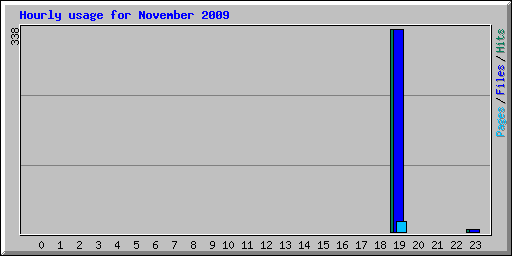 Hourly usage for November 2009
338
Pages/Files/Hits
0 1 2 3 4 5 6 7 8 9 10 11 12 13 14 15 16 17 18 19 20 21 22 23